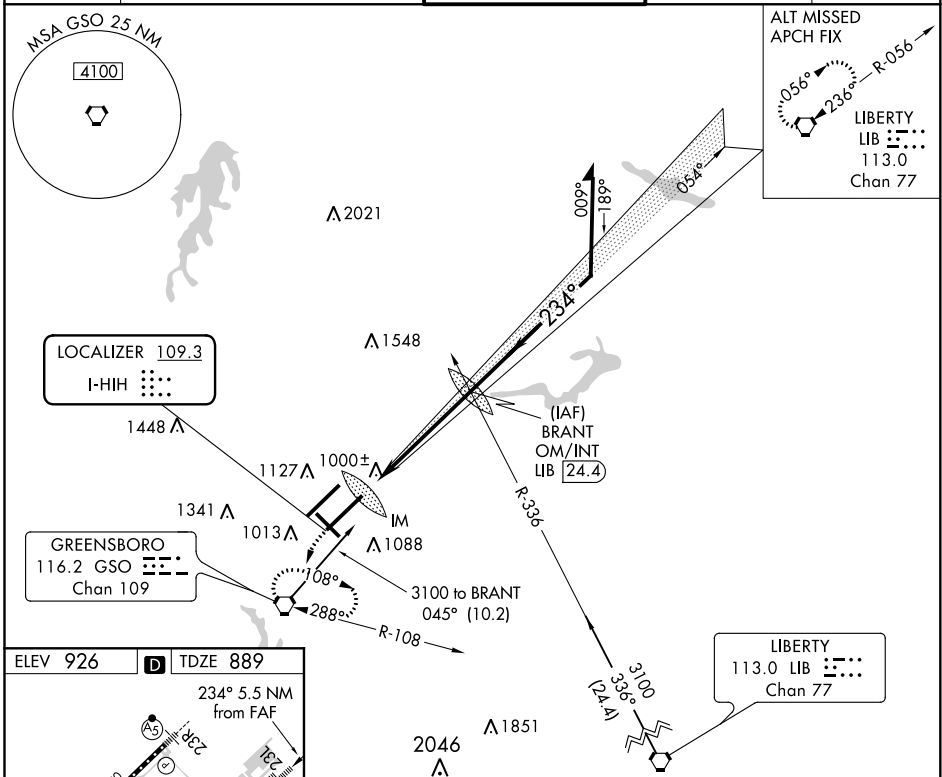 MSA GSO 25 NM
4100
ALT MISSED
APCH FIX
056°
236°
R-056
LIBERTY
LIB
113.0
Chan 77
2021
009°
189°
054°
234°
1548
LOCALIZER 109.3
I-HIH
(IAF)
BRANT
OM/INT
LIB 24.4
1448
1127
1000±
IM
1341
1013
1088
R-336
GREENSBORO
116.2 GSO
Chan 109
108°
288°
R-108
3100 to BRANT
045° (10.2)
3100
336°
(24.4)
LIBERTY
113.0 LIB
Chan 77
ELEV 926
D
TDZE 889
234° 5.5 NM
from FAF
A5
23R
23L
P
1851
2046